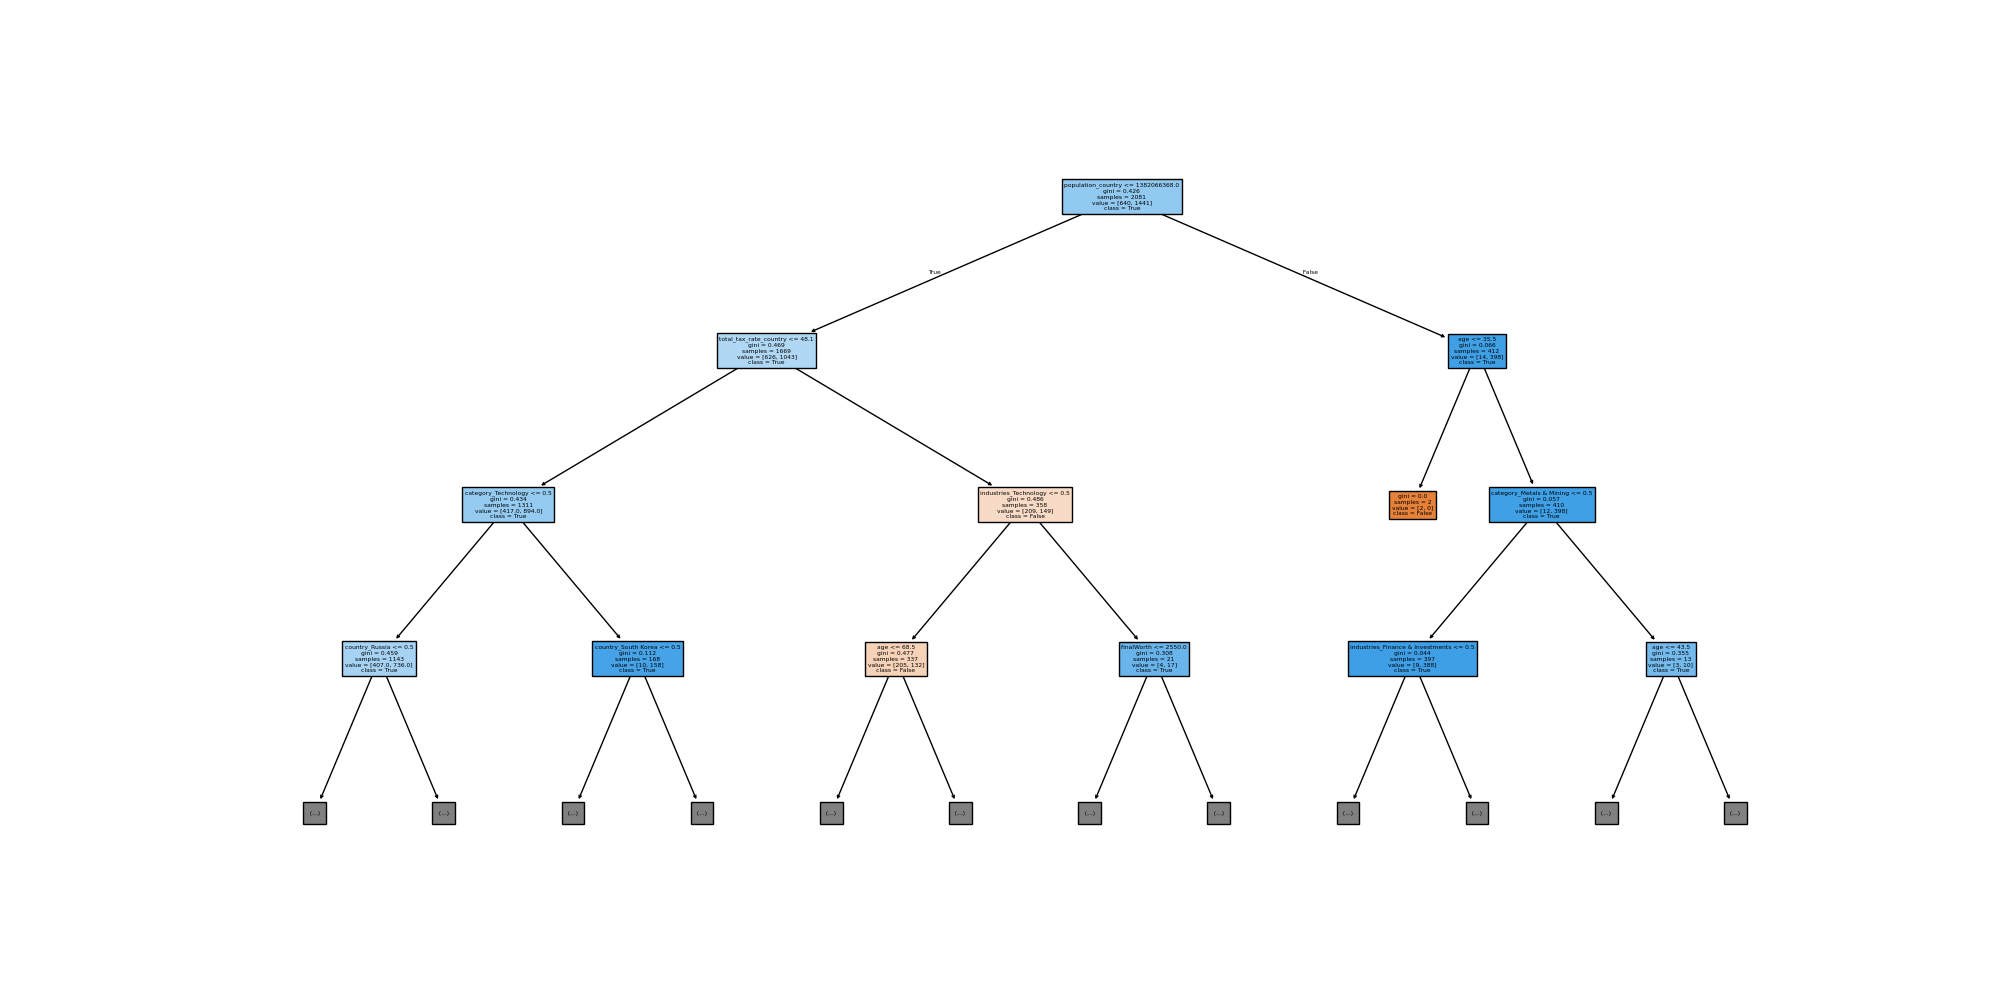 population_country <= 1382066368.0
gini = 0.426
samples = 2081
value = [640, 1441]
class = True
True
False
total_tax_rate_country <= 48.1
gini = 0.469
samples = 1669
value = [626, 1043]
class = True
age <= 35.5
gini = 0.066
samples = 412
value = [14, 398]
class = True
category_Technology <= 0.5
gini = 0.434
samples = 1311
value = [417.0, 894.0]
class = True
industries_Technology <= 0.5
gini = 0.486
samples = 358
value = [209, 149]
class = False
gini = 0.0
samples = 2
value = [2, 0]
class = False
category_Metals & Mining <= 0.5
gini = 0.057
samples = 410
value = [12, 398]
class = True
country_Russia <= 0.5
gini = 0.459
samples = 1143
value = [407.0, 736.0]
class = True
country_South Korea <= 0.5
gini = 0.112
samples = 168
value = [10, 158]
class = True
age <= 68.5
gini = 0.477
samples = 337
value = [205, 132]
class = False
finalWorth <= 2550.0
gini = 0.308
samples = 21
value = [4, 17]
class = True
industries_Finance & Investments <= 0.5
gini = 0.044
samples = 397
value = [9, 388]
class = True
age <= 43.5
gini = 0.355
samples = 13
value = [3, 10]
class = True
(...)
(...)
(...)
(...)
(...)
(...)
(...)
(...)
(...)
(...)
(...)
(...)